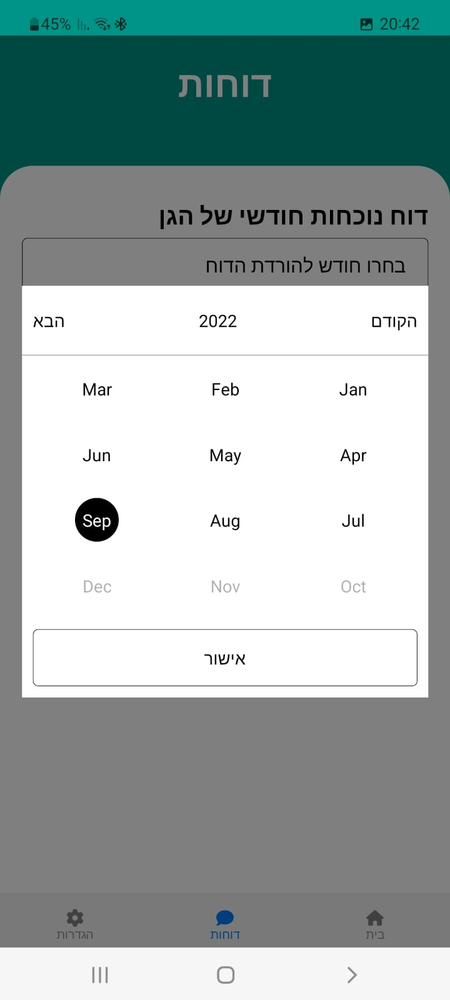 20:42 45%
דוחות
דוח נוכחות חודשי של הגן
בחרו חודש להורדת הדוח
הקודם 2022 הבא
Jan Feb Mar
Apr May Jun
Jul Aug Sep
Oct Nov Dec
אישור
בית דוחות הגדרות